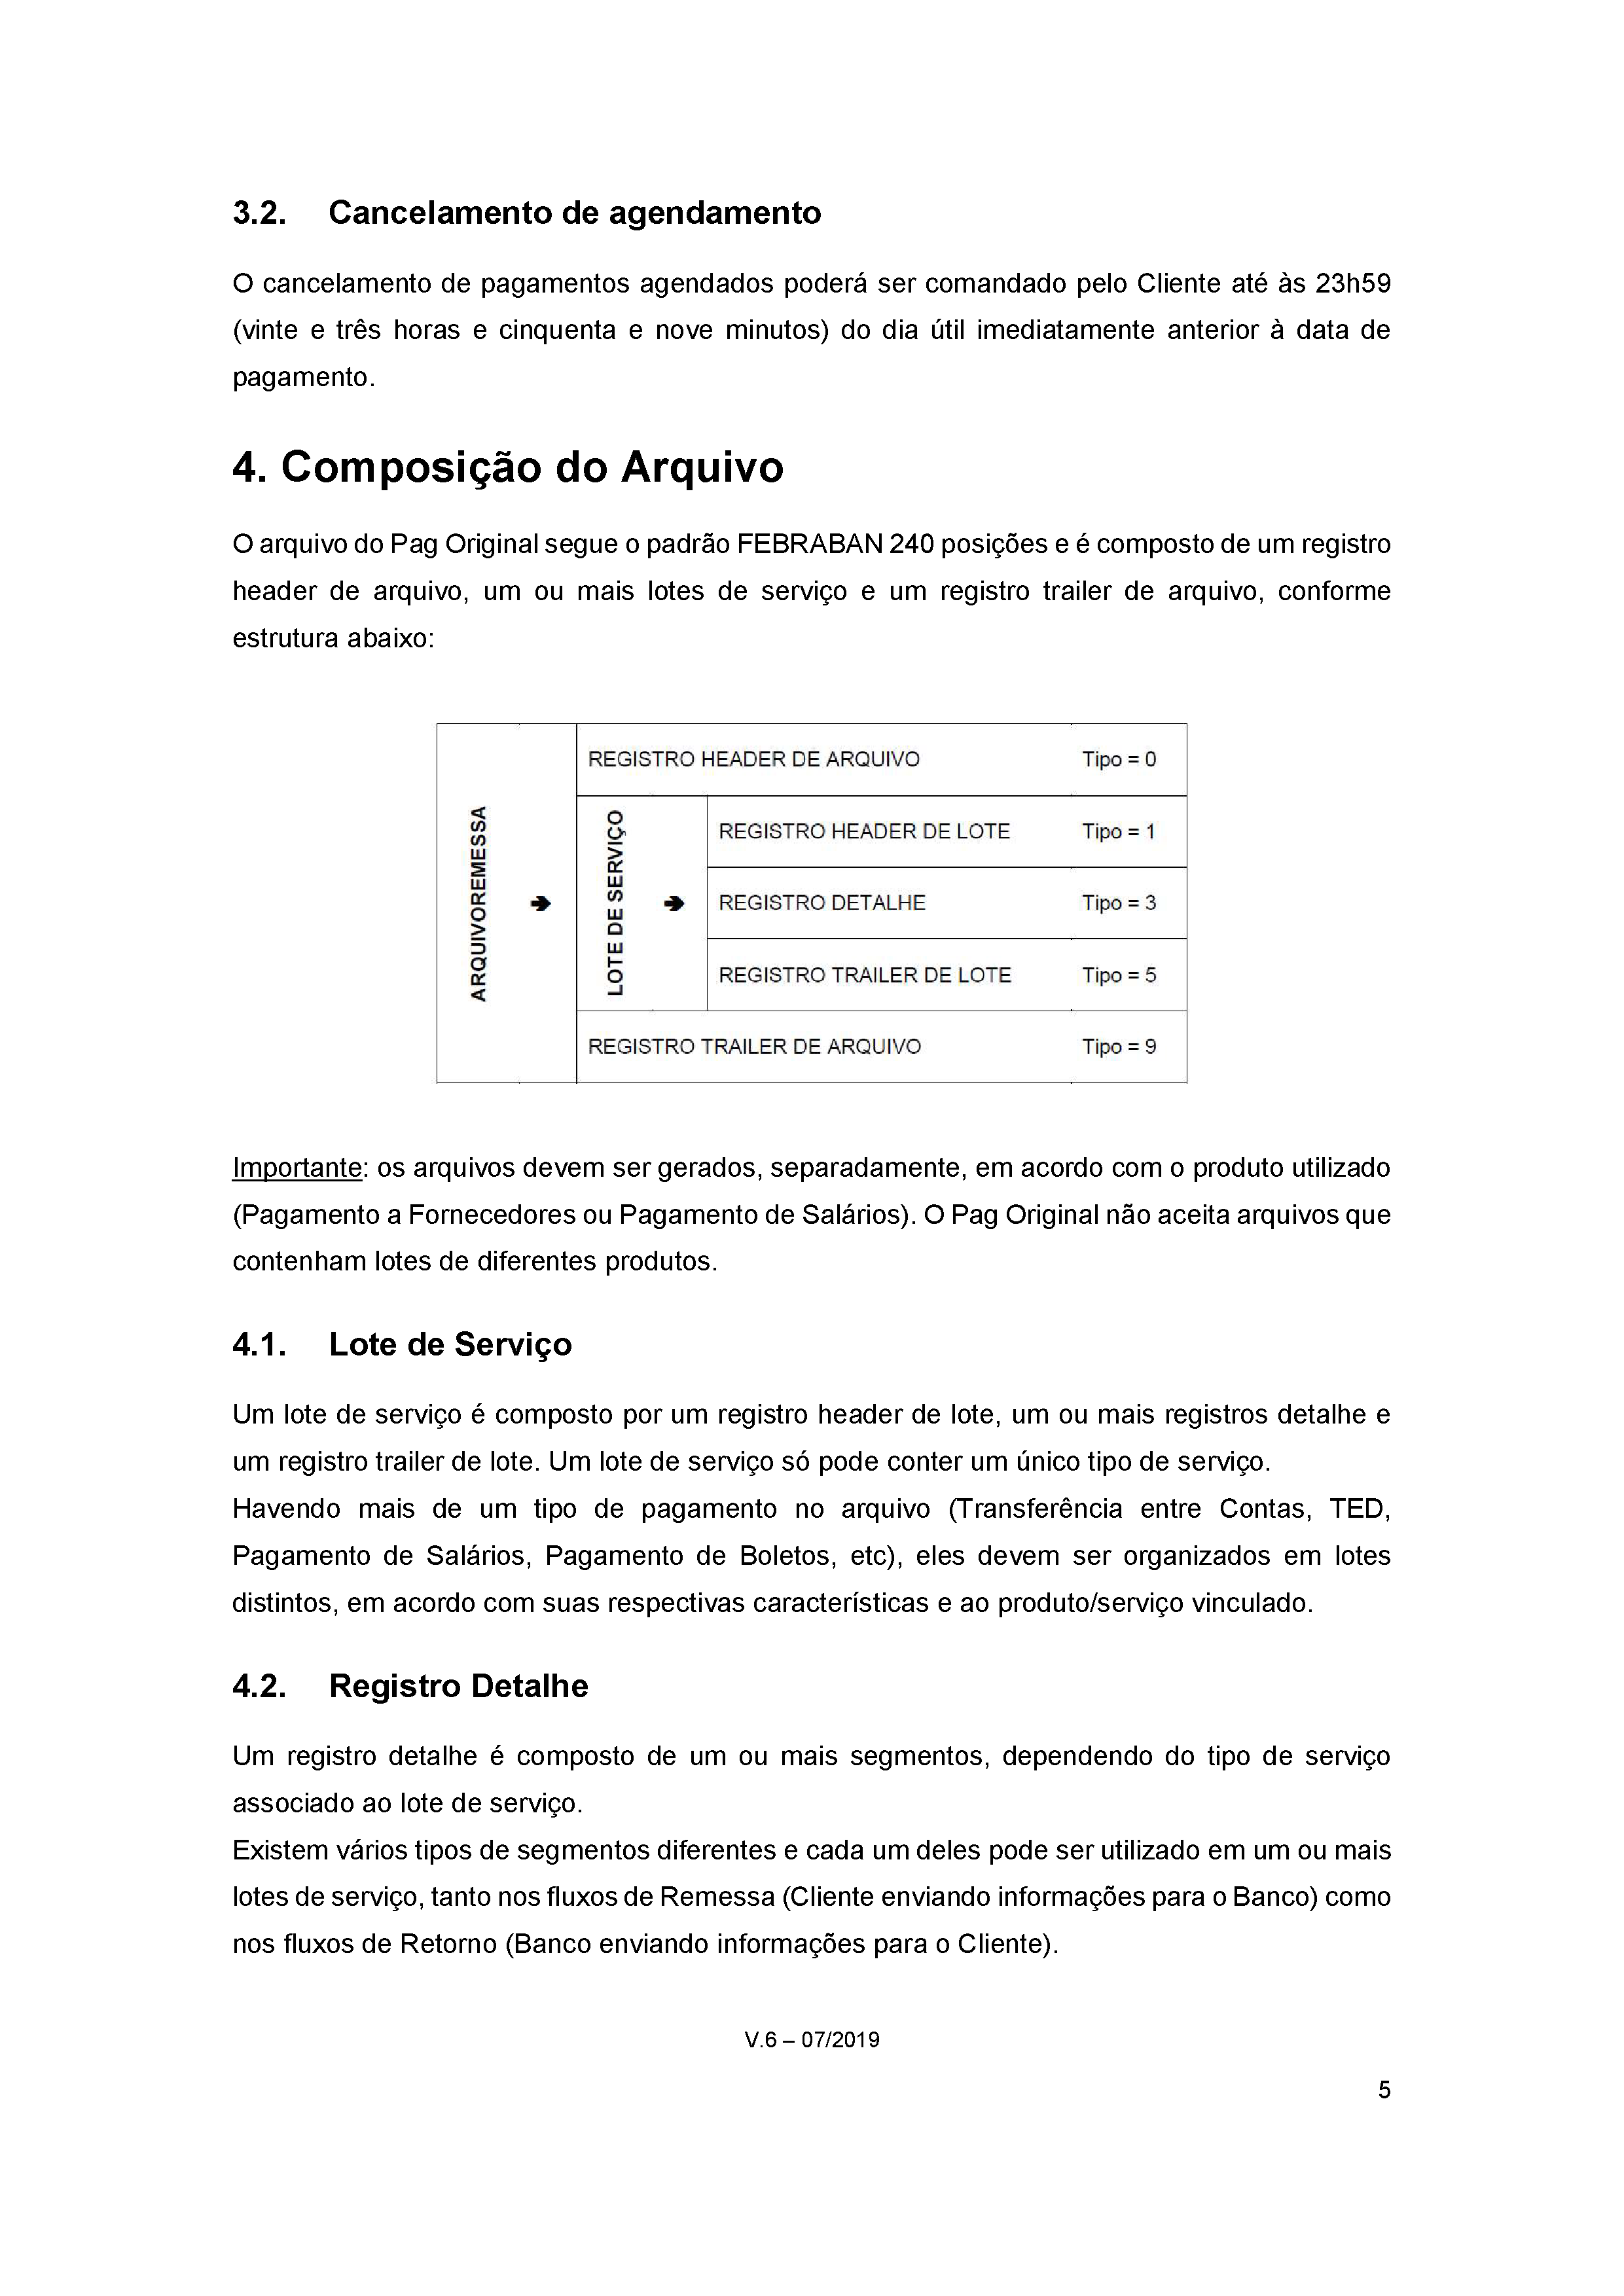 3.2. Cancelamento de agendamento
O cancelamento de pagamentos agendados poderá ser comandado pelo Cliente até às 23h59
(vinte e três horas e cinquenta e nove minutos) do dia útil imediatamente anterior à data de
pagamento.
4. Composição do Arquivo
O arquivo do Pag Original segue o padrão FEBRABAN 240 posições e é composto de um registro
header de arquivo, um ou mais lotes de serviço e um registro trailer de arquivo, conforme
estrutura abaixo:
ARQUIVOREMESSA
REGISTRO HEADER DE ARQUIVO Tipo = 0
LOTE DE SERVIÇO
REGISTRO HEADER DE LOTE Tipo = 1
REGISTRO DETALHE Tipo = 3
REGISTRO TRAILER DE LOTE Tipo = 5
REGISTRO TRAILER DE ARQUIVO Tipo = 9
Importante: os arquivos devem ser gerados, separadamente, em acordo com o produto utilizado
(Pagamento a Fornecedores ou Pagamento de Salários). O Pag Original não aceita arquivos que
contenham lotes de diferentes produtos.
4.1. Lote de Serviço
Um lote de serviço é composto por um registro header de lote, um ou mais registros detalhe e
um registro trailer de lote. Um lote de serviço só pode conter um único tipo de serviço.
Havendo mais de um tipo de pagamento no arquivo (Transferência entre Contas, TED,
Pagamento de Salários, Pagamento de Boletos, etc), eles devem ser organizados em lotes
distintos, em acordo com suas respectivas características e ao produto/serviço vinculado.
4.2. Registro Detalhe
Um registro detalhe é composto de um ou mais segmentos, dependendo do tipo de serviço
associado ao lote de serviço.
Existem vários tipos de segmentos diferentes e cada um deles pode ser utilizado em um ou mais
lotes de serviço, tanto nos fluxos de Remessa (Cliente enviando informações para o Banco) como
nos fluxos de Retorno (Banco enviando informações para o Cliente).
V.6 – 07/2019
5